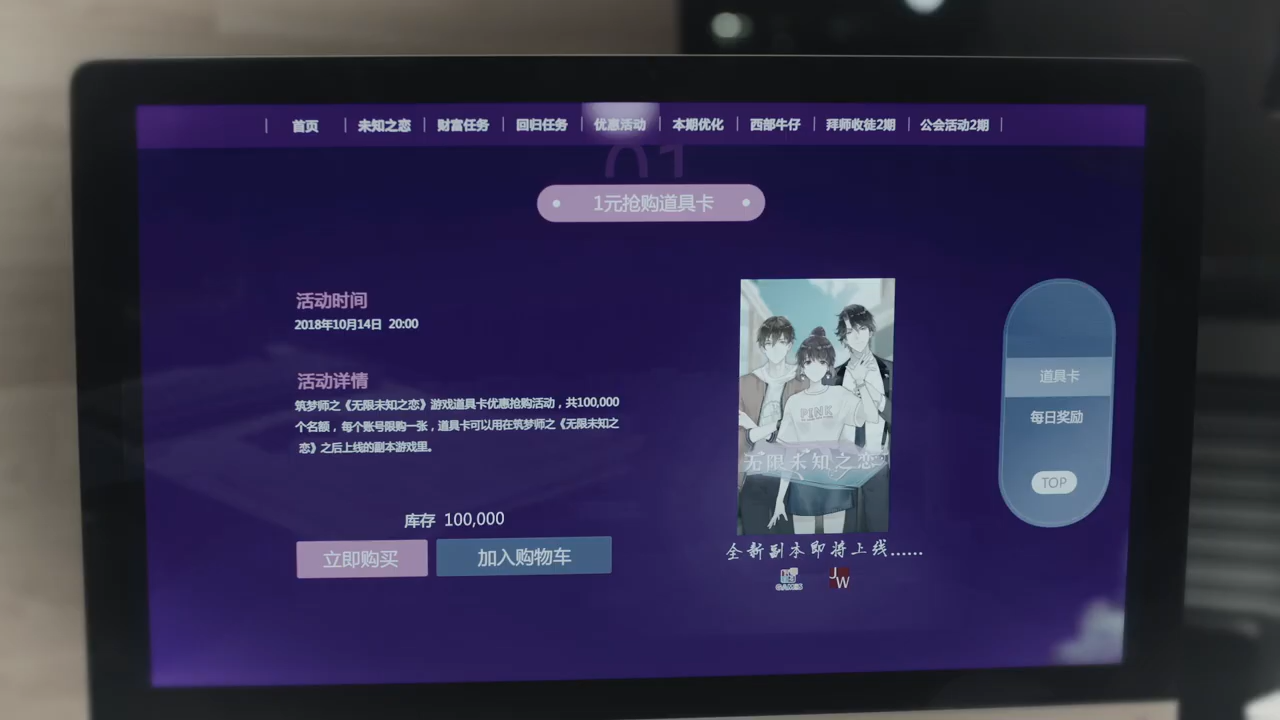 首页 未知之恋 财富任务 回归任务 优惠活动 本期优化 西部牛仔 拜师收徒2期 公会活动2期
01
1元抢购道具卡
活动时间
2018年10月14日 20:00
活动详情
筑梦师之《无限未知之恋》游戏道具卡优惠抢购活动，共100,000
个名额，每个账号限购一张，道具卡可以用在筑梦师之《无限未知之
恋》之后上线的副本游戏里。
库存 100,000
立即购买 加入购物车
PINK
无限未知之恋
全新副本即将上线......
GAMES
JW
道具卡
每日奖励
TOP